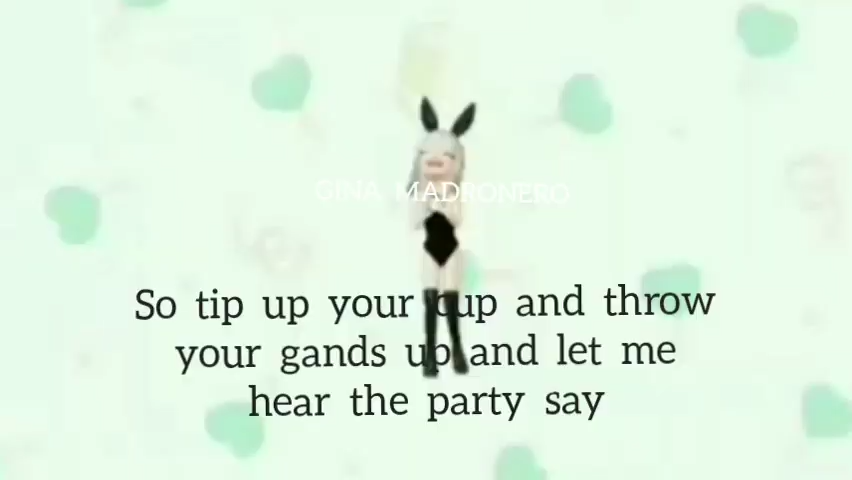 GINA MADRONERO
So tip up your cup and throw
your gands up and let me
hear the party say